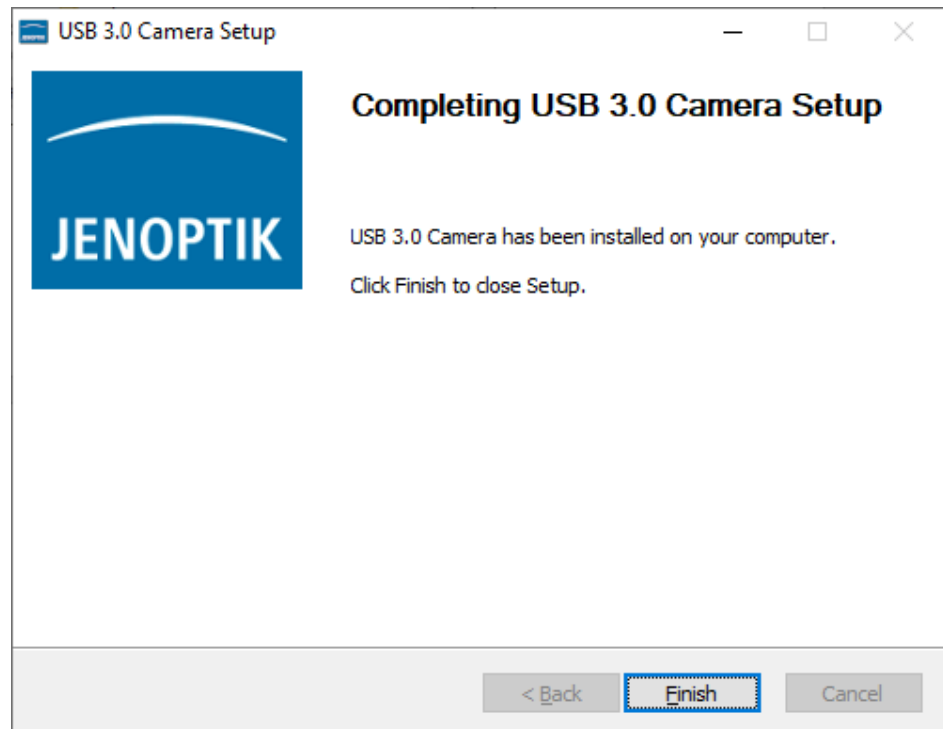 USB 3.0 Camera Setup
JENOPTIK
Completing USB 3.0 Camera Setup
USB 3.0 Camera has been installed on your computer.
Click Finish to close Setup.
< Back
Finish
Cancel